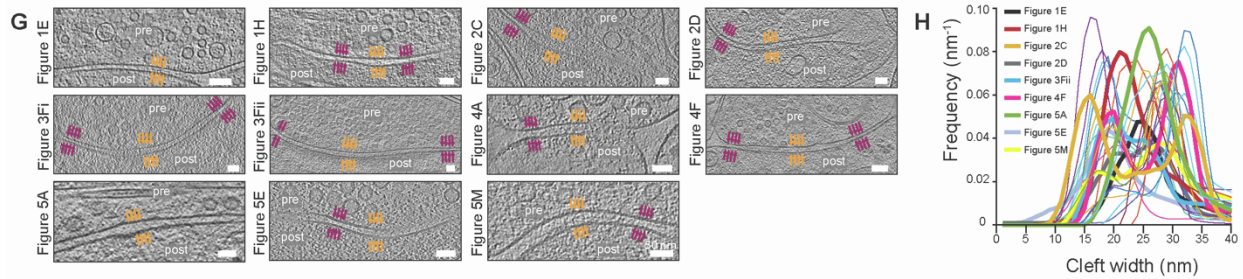 G
Figure 1E
pre
post
Figure 1H
pre
post
Figure 2C
pre
post
Figure 2D
pre
post
Figure 3Fi
pre
post
Figure 3Fii
pre
post
Figure 4A
pre
post
Figure 4F
pre
post
Figure 5A
pre
post
Figure 5E
pre
post
Figure 5M
pre
post
50 nm
H
Frequency (nm⁻¹)
0.10
0.08
0.06
0.04
0.02
0
Figure 1E
Figure 1H
Figure 2C
Figure 2D
Figure 3Fii
Figure 4F
Figure 5A
Figure 5E
Figure 5M
0 5 10 15 20 25 30 35 40
Cleft width (nm)